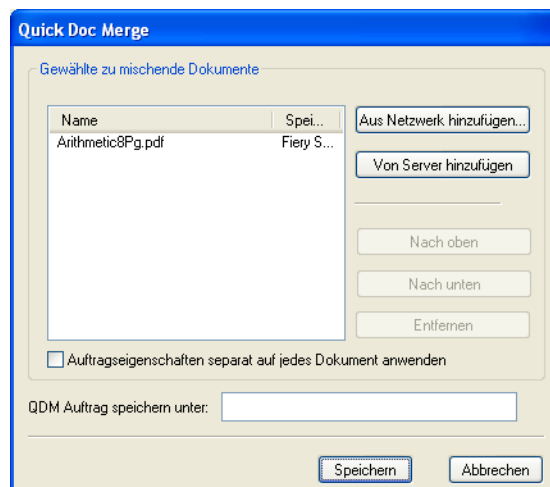 Quick Doc Merge
Gewählte zu mischende Dokumente
Name Spei...
Arithmetic8Pg.pdf Fiery S...
Aus Netzwerk hinzufügen...
Von Server hinzufügen
Nach oben
Nach unten
Entfernen
Auftragseigenschaften separat auf jedes Dokument anwenden
QDM Auftrag speichern unter:
Speichern Abbrechen